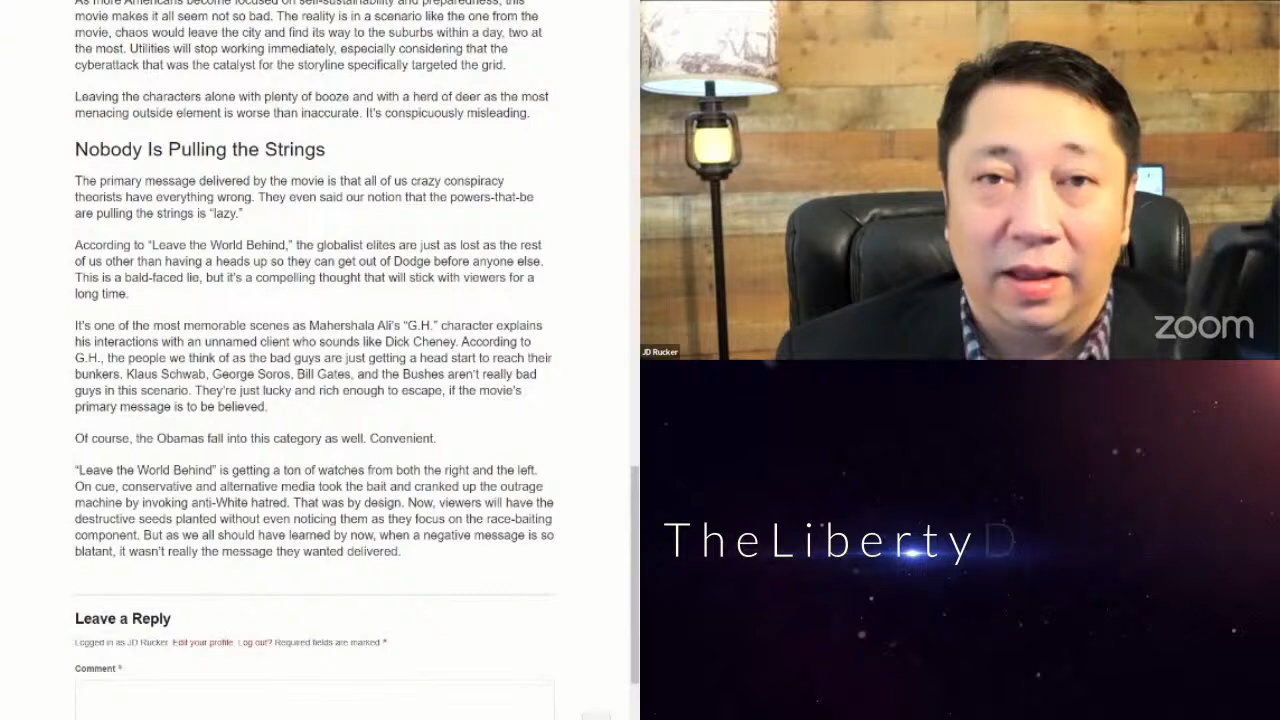 As more Americans become focused on self-sustainability and preparedness, this
movie makes it all seem not so bad. The reality is in a scenario like the one from the
movie, chaos would leave the city and find its way to the suburbs within a day, two at
the most. Utilities will stop working immediately, especially considering that the
cyberattack that was the catalyst for the storyline specifically targeted the grid.
Leaving the characters alone with plenty of booze and with a herd of deer as the most
menacing outside element is worse than inaccurate. It's conspicuously misleading.
Nobody Is Pulling the Strings
The primary message delivered by the movie is that all of us crazy conspiracy
theorists have everything wrong. They even said our notion that the powers-that-be
are pulling the strings is “lazy.”
According to “Leave the World Behind,” the globalist elites are just as lost as the rest
of us other than having a heads up so they can get out of Dodge before anyone else.
This is a bald-faced lie, but it's a compelling thought that will stick with viewers for a
long time.
It's one of the most memorable scenes as Mahershala Ali's “G.H.” character explains
his interactions with an unnamed client who sounds like Dick Cheney. According to
G.H., the people we think of as the bad guys are just getting a head start to reach their
bunkers. Klaus Schwab, George Soros, Bill Gates, and the Bushes aren't really bad
guys in this scenario. They're just lucky and rich enough to escape, if the movie's
primary message is to be believed.
Of course, the Obamas fall into this category as well. Convenient.
“Leave the World Behind” is getting a ton of watches from both the right and the left.
On cue, conservative and alternative media took the bait and cranked up the outrage
machine by invoking anti-White hatred. That was by design. Now, viewers will have the
destructive seeds planted without even noticing them as they focus on the race-baiting
component. But as we all should have learned by now, when a negative message is so
blatant, it wasn't really the message they wanted delivered.
Leave a Reply
Logged in as JD Rucker. Edit your profile. Log out? Required fields are marked *
Comment *
zoom
JD Rucker
TheLibertyD